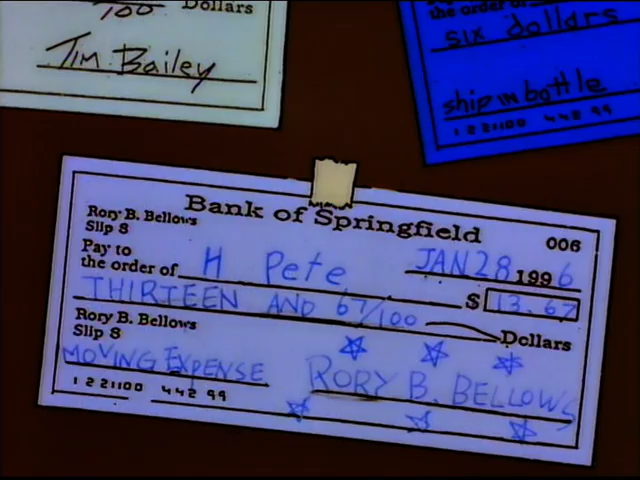 100 Dollars
Tim Bailey
the order of
six dollars
ship in bottle
1221100 442 99
Bank of Springfield
Rory B. Bellows
Slip 8
006
Pay to
the order of H Pete
JAN 28 1996
THIRTEEN AND 67/100 Dollars
$ 13.67
Rory B. Bellows
Slip 8
MOVING EXPENSE
RORY B. BELLOWS
1221100 442 99